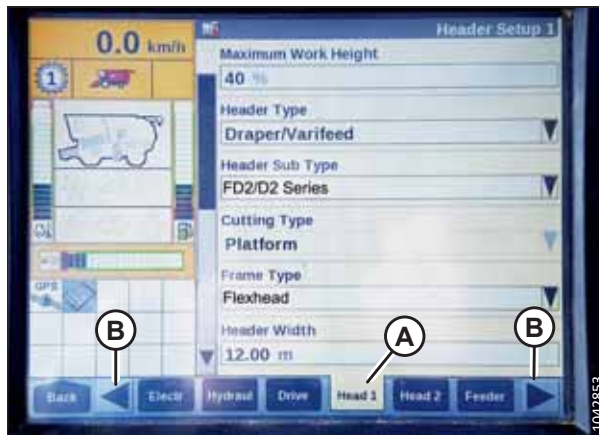 0.0 km/h
Header Setup 1
1
Maximum Work Height
40 %
Header Type
Draper/Varifeed
Header Sub Type
FD2/D2 Series
Cutting Type
Platform
Frame Type
Flexhead
GPS
Header Width
12.00 m
B
A
B
Back
Electr
Hydraul
Drive
Head 1
Head 2
Feeder
1042853